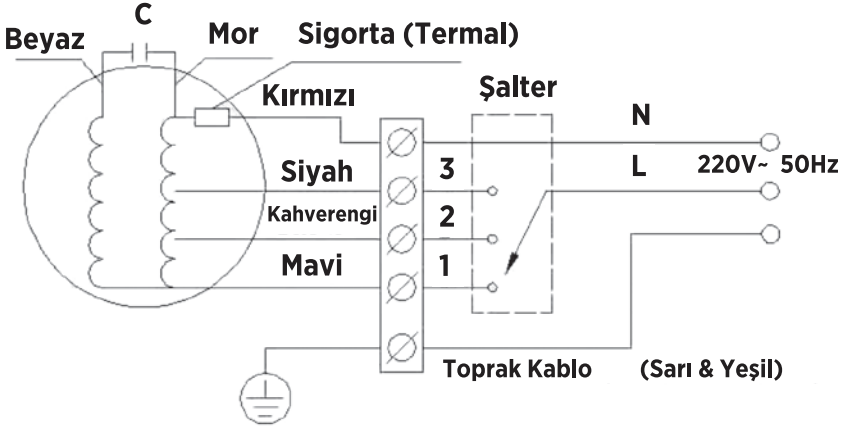 C
Beyaz
Mor
Sigorta (Termal)
Kırmızı
Şalter
N
Siyah
3
L
220V~ 50Hz
Kahverengi
2
Mavi
1
Toprak Kablo (Sarı & Yeşil)